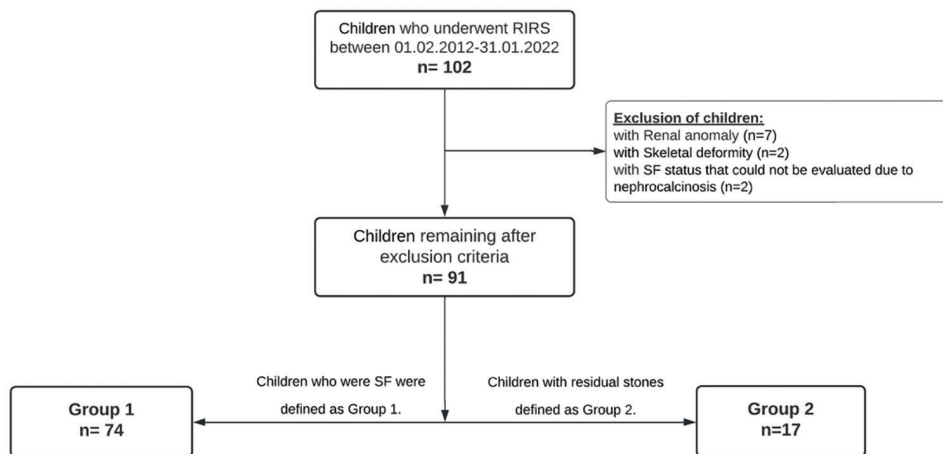 Children who underwent RIRS
between 01.02.2012-31.01.2022
n= 102
Exclusion of children:
with Renal anomaly (n=7)
with Skeletal deformity (n=2)
with SF status that could not be evaluated due to
nephrocalcinosis (n=2)
Children remaining after
exclusion criteria
n= 91
Children who were SF were
defined as Group 1.
Children with residual stones
defined as Group 2.
Group 1
n= 74
Group 2
n=17